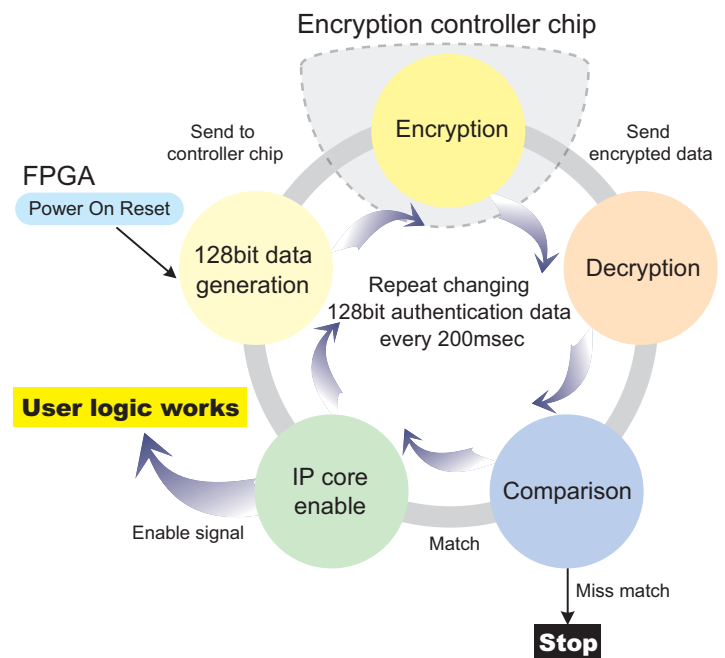 Encryption controller chip
Encryption
Send to
controller chip
Send
encrypted data
FPGA
Power On Reset
128bit data
generation
Decryption
Repeat changing
128bit authentication data
every 200msec
User logic works
IP core
enable
Comparison
Enable signal
Match
Miss match
Stop